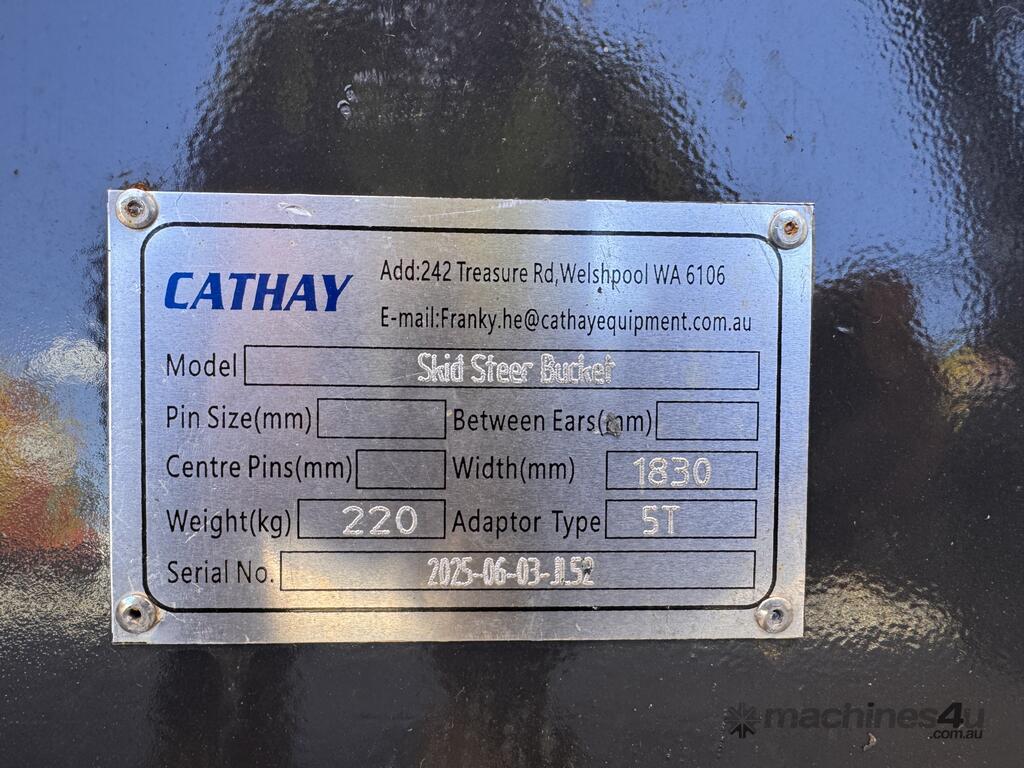 CATHAY
Add:242 Treasure Rd,Welshpool WA 6106
E-mail:Franky.he@cathayequipment.com.au
Model Skid Steer Bucket
Pin Size(mm) Between Ears(mm)
Centre Pins(mm) Width(mm) 1830
Weight(kg) 220 Adaptor Type 5T
Serial No. 2025-06-03-JL52
machines4u
.com.au